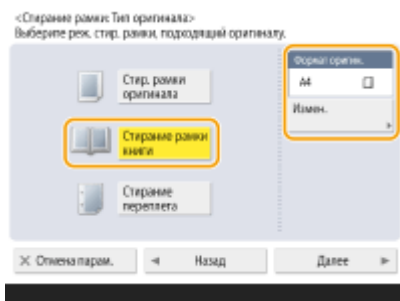 <Стирание рамки: Тип оригинала>
Выберите реж. стир. рамки, подходящий оригиналу.
Стир. рамки
оригинала
Стирание рамки
книги
Стирание
переплета
Формат оригин.
A4
Измен.
Отмена парам.
Назад
Далее